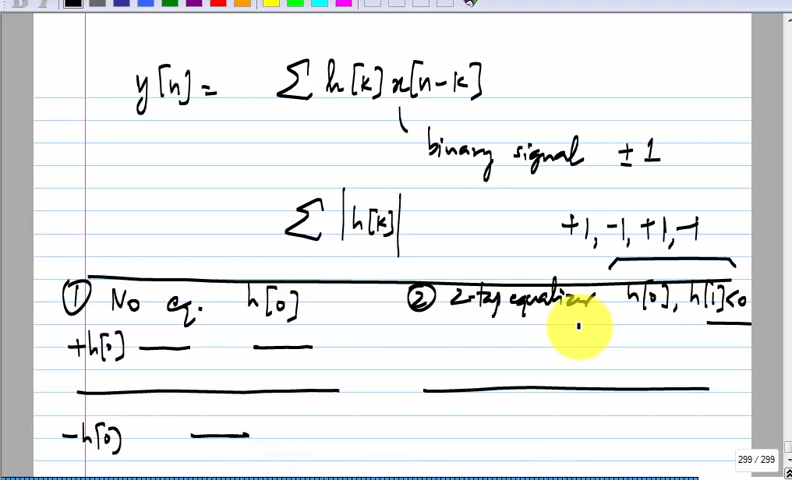 y[n] = ∑ h[k] x[n-k]
binary signal ± 1
∑ |h[k]|
+1, -1, +1, -1
① No eq. h[0]
② 2-tap equalizer h[0], h[1]<0
+h[0]
-h[0]
299 / 299